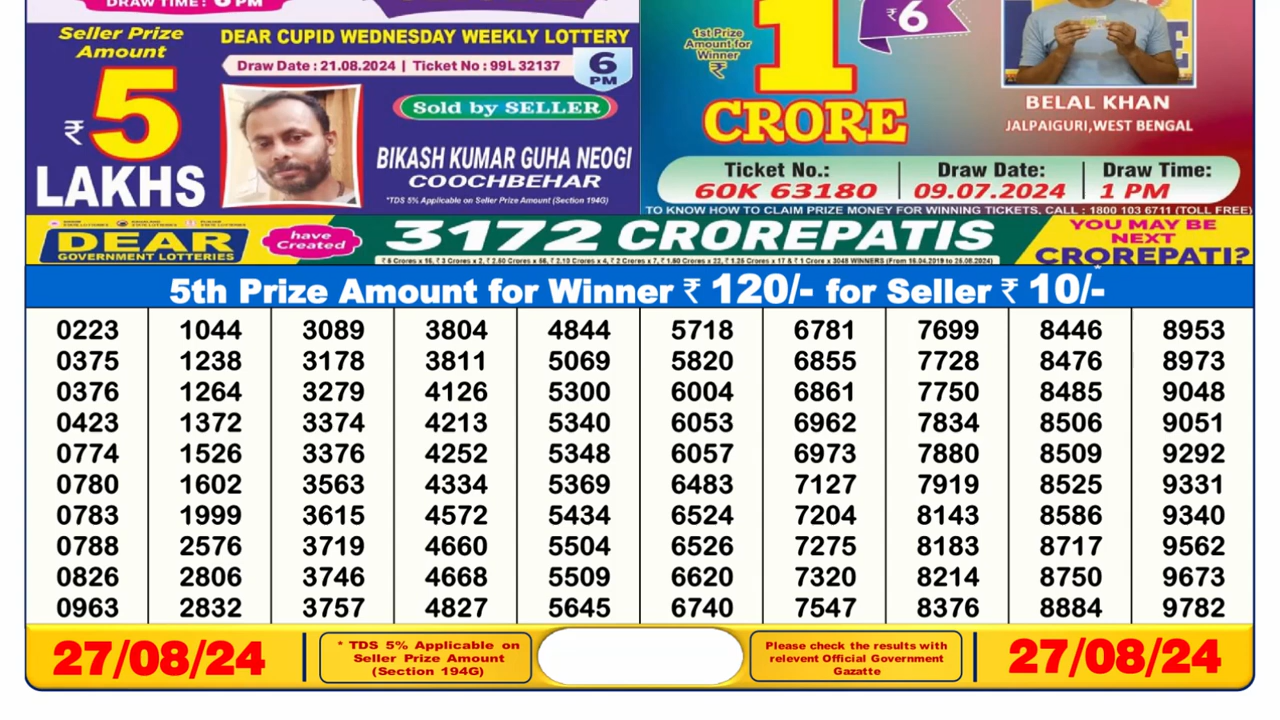 DRAW TIME : 6 PM
Seller Prize
Amount
₹ 5
LAKHS
DEAR CUPID WEDNESDAY WEEKLY LOTTERY
Draw Date : 21.08.2024 | Ticket No : 99L 32137
6
PM
Sold by SELLER
BIKASH KUMAR GUHA NEOGI
COOCHBEHAR
*TDS 5% Applicable on Seller Prize Amount (Section 194G)
1st Prize
Amount for
Winner
₹
1
CRORE
₹6
BELAL KHAN
JALPAIGURI,WEST BENGAL
Ticket No.: Draw Date: Draw Time:
60K 63180 09.07.2024 1 PM
TO KNOW HOW TO CLAIM PRIZE MONEY FOR WINNING TICKETS, CALL : 1800 103 6711 (TOLL FREE)
DEAR
GOVERNMENT LOTTERIES
have
Created
3172 CROREPATIS
YOU MAY BE
NEXT
CROREPATI?
5th Prize Amount for Winner ₹ 120/- for Seller ₹ 10/-*
0223 1044 3089 3804 4844 5718 6781 7699 8446 8953
0375 1238 3178 3811 5069 5820 6855 7728 8476 8973
0376 1264 3279 4126 5300 6004 6861 7750 8485 9048
0423 1372 3374 4213 5340 6053 6962 7834 8506 9051
0774 1526 3376 4252 5348 6057 6973 7880 8509 9292
0780 1602 3563 4334 5369 6483 7127 7919 8525 9331
0783 1999 3615 4572 5434 6524 7204 8143 8586 9340
0788 2576 3719 4660 5504 6526 7275 8183 8717 9562
0826 2806 3746 4668 5509 6620 7320 8214 8750 9673
0963 2832 3757 4827 5645 6740 7547 8376 8884 9782
27/08/24
* TDS 5% Applicable on
Seller Prize Amount
(Section 194G)
Please check the results with
relevent Official Government
Gazatte
27/08/24